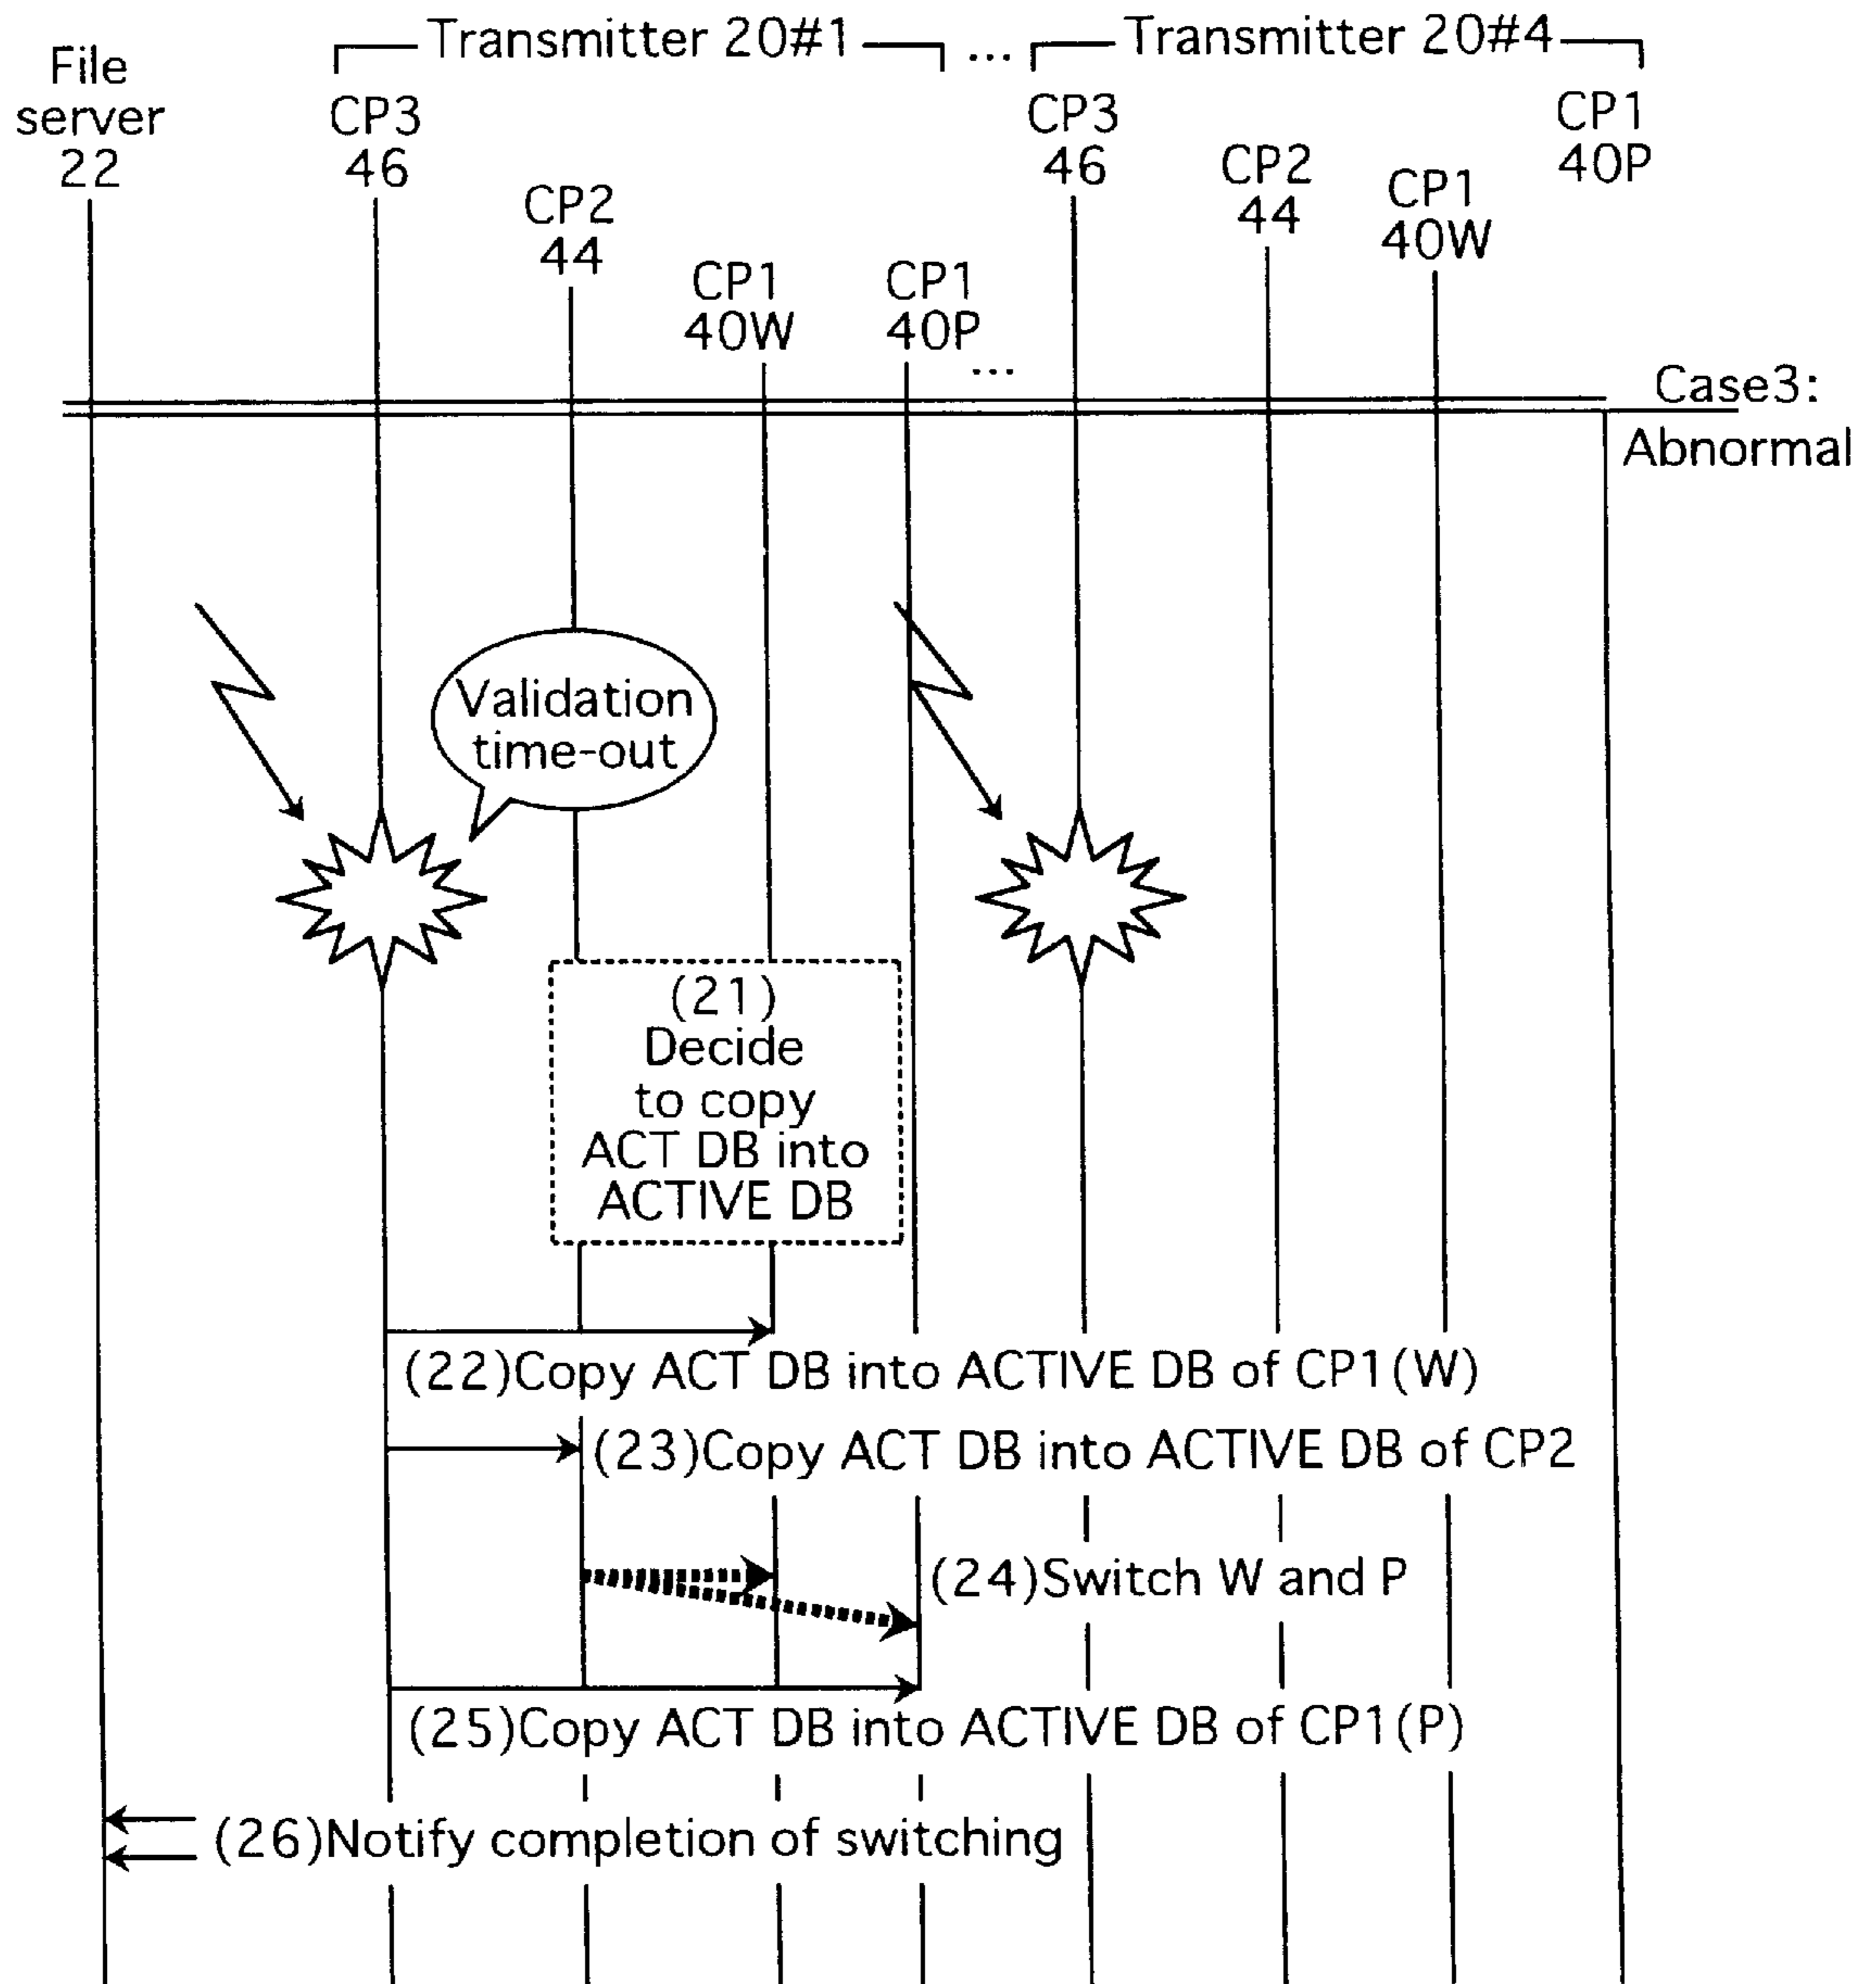 Transmitter 20#1 ... Transmitter 20#4
File
server
22
CP3
46
CP2
44
CP1
40W
CP1
40P
...
CP3
46
CP2
44
CP1
40W
CP1
40P
Case3:
Abnormal
Validation
time-out
(21)
Decide
to copy
ACT DB into
ACTIVE DB
(22)Copy ACT DB into ACTIVE DB of CP1(W)
(23)Copy ACT DB into ACTIVE DB of CP2
(24)Switch W and P
(25)Copy ACT DB into ACTIVE DB of CP1(P)
(26)Notify completion of switching